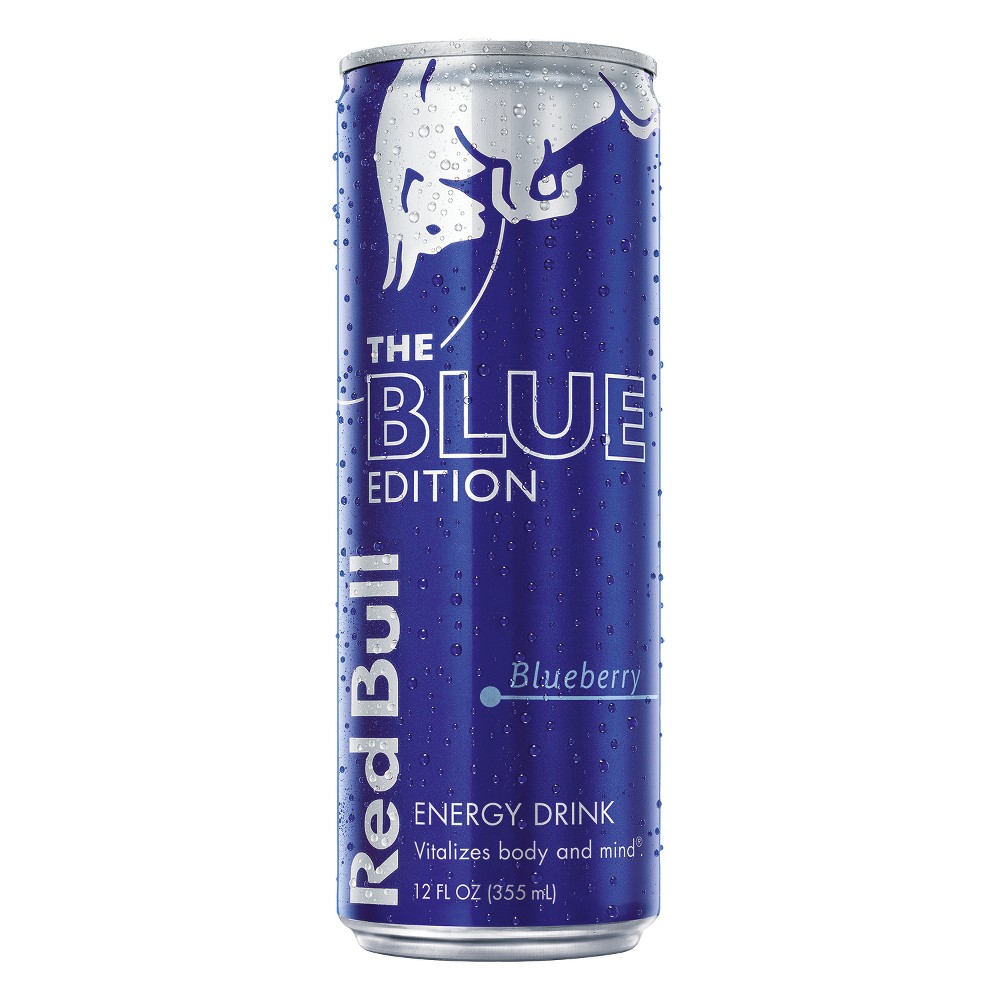 THE
BLUE
EDITION
Red Bull
Blueberry
ENERGY DRINK
Vitalizes body and mind®.
12 FL OZ (355 mL)